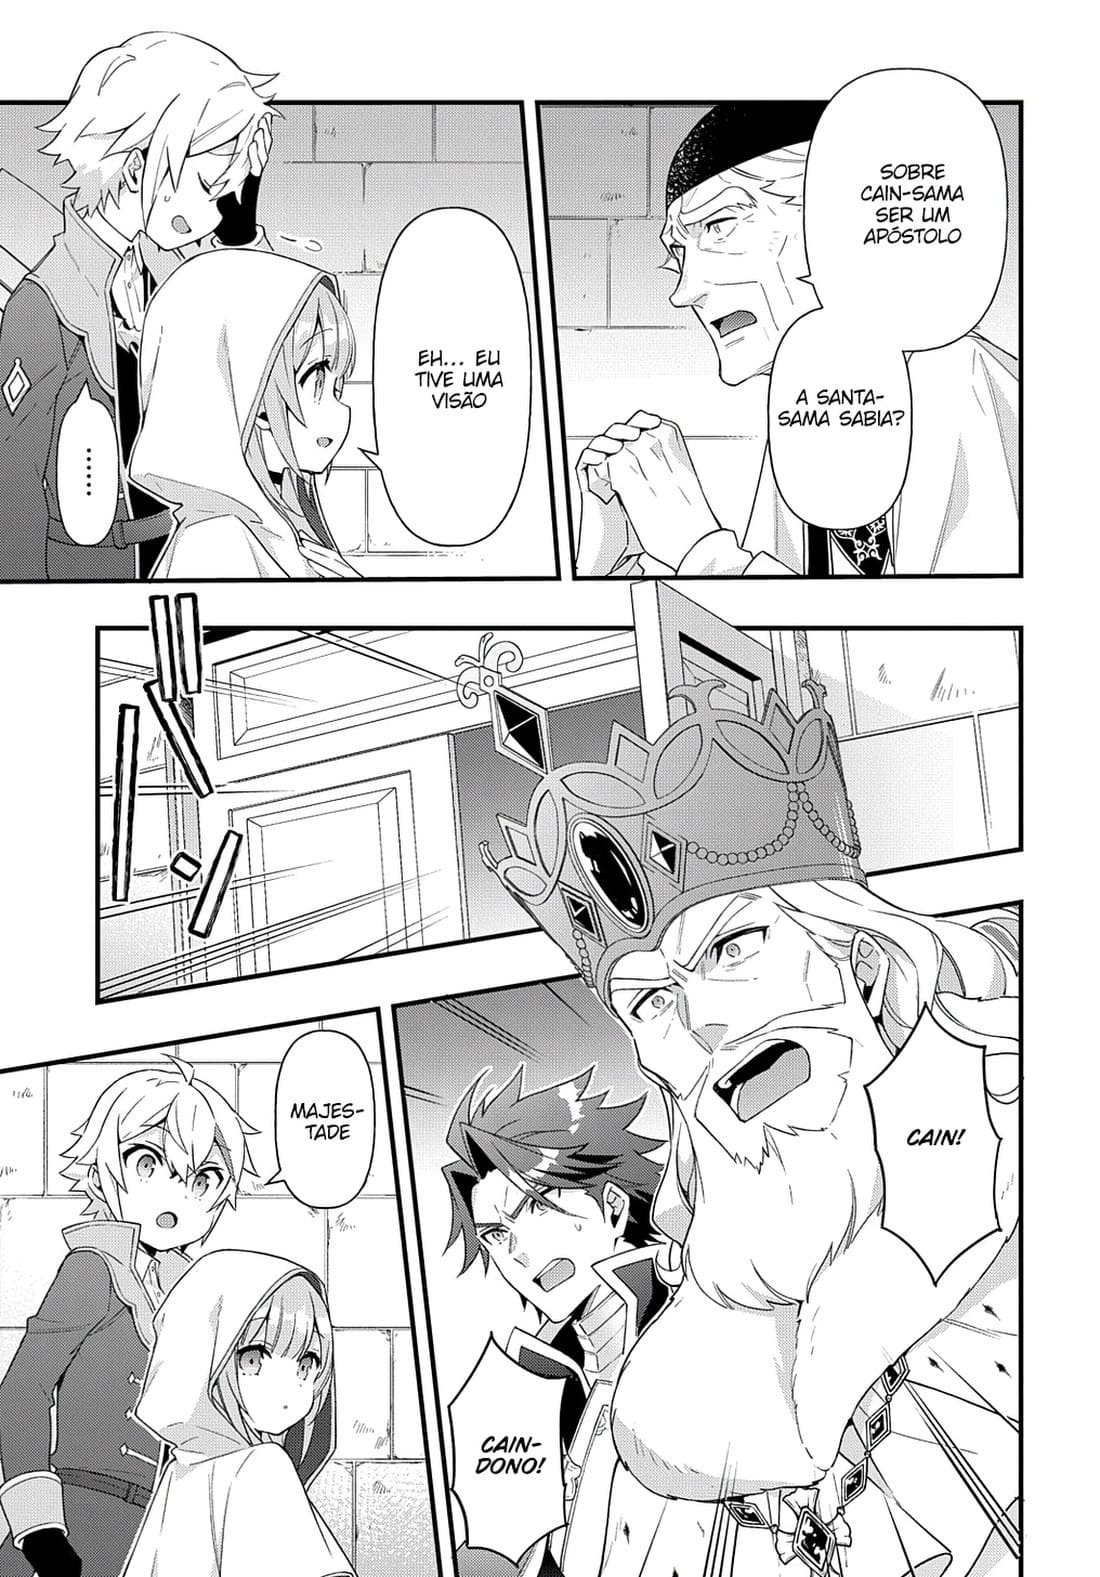 SOBRE
CAIN-SAMA
SER UM
APÓSTOLO
A SANTA-
SAMA SABIA?
EH... EU
TIVE UMA
VISÃO
......
CAIN!
CAIN-
DONO!
MAJES-
TADE